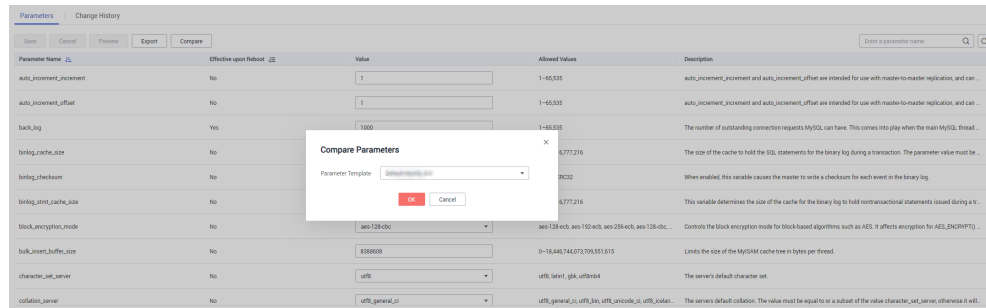 Parameters Change History
Save Cancel Preview Export Compare Enter a parameter name
Parameter Name Effective upon Reboot Value Allowed Values Description
auto_increment_increment No 1 1–65,535 auto_increment_increment and auto_increment_offset are intended for use with master-to-master replication, and can ...
auto_increment_offset No 1 1–65,535 auto_increment_increment and auto_increment_offset are intended for use with master-to-master replication, and can ...
back_log Yes 1000 1–65,535 The number of outstanding connection requests MySQL can have. This comes into play when the main MySQL thread ...
Compare Parameters
binlog_cache_size No 6,777,216 The size of the cache to hold the SQL statements for the binary log during a transaction. The parameter value must be ...
Parameter Template
binlog_checksum No RC32 When enabled, this variable causes the master to write a checksum for each event in the binary log.
OK Cancel
binlog_stmt_cache_size No 6,777,216 This variable determines the size of the cache for the binary log to hold nontransactional statements issued during a tr...
block_encryption_mode No aes-128-cbc aes-128-ecb, aes-192-ecb, aes-256-ecb, aes-128-cbc, ... Controls the block encryption mode for block-based algorithms such as AES. It affects encryption for AES_ENCRYPT() ...
bulk_insert_buffer_size No 8388608 0–18,446,744,073,709,551,615 Limits the size of the MyISAM cache tree in bytes per thread.
character_set_server No utf8 utf8, latin1, gbk, utf8mb4 The server's default character set.
collation_server No utf8_general_ci utf8_general_ci, utf8_bin, utf8_unicode_ci, utf8_icelan... The servers default collation. The value must be equal to or a subset of the value character_set_server, otherwise it will...